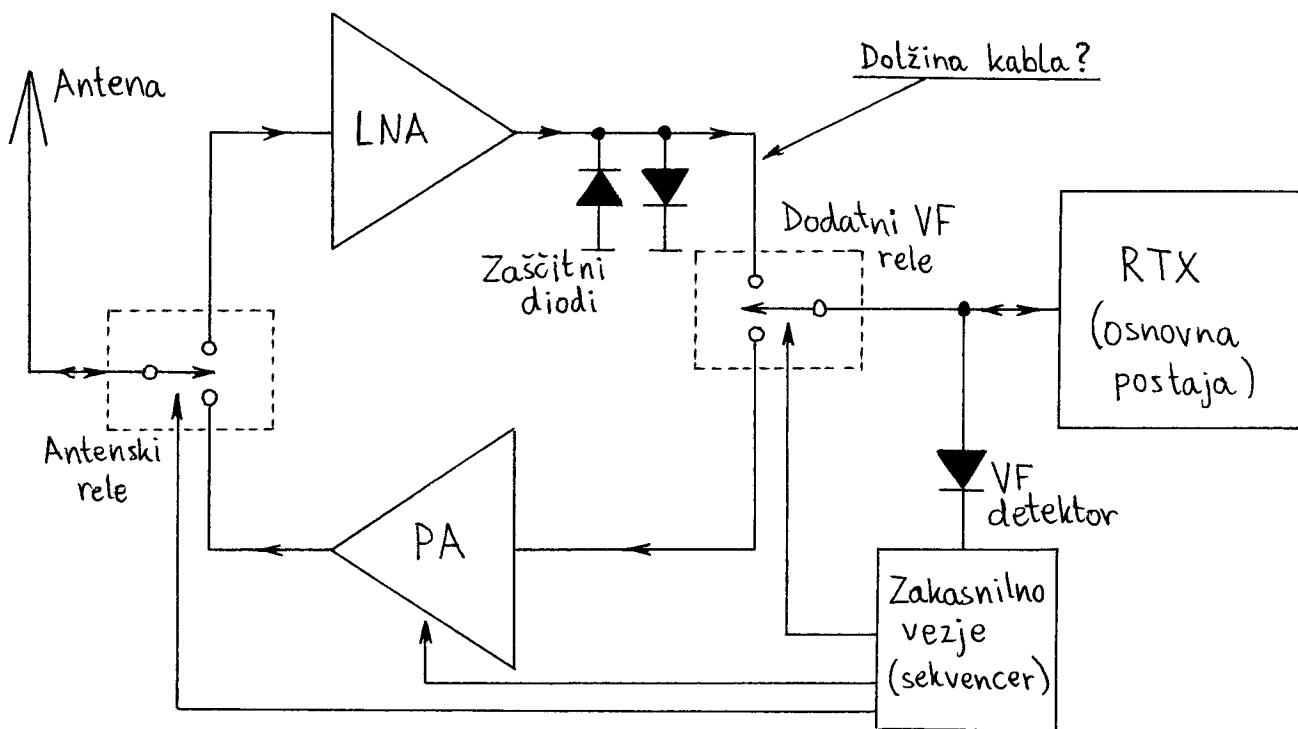 Dolžina kabla?
Antena
LNA
Dodatni VF
rele
Zaščitni
diodi
RTX
(osnovna
postaja)
Antenski
rele
PA
VF
detektor
Zakasnilno
vezje
(sekvencer)